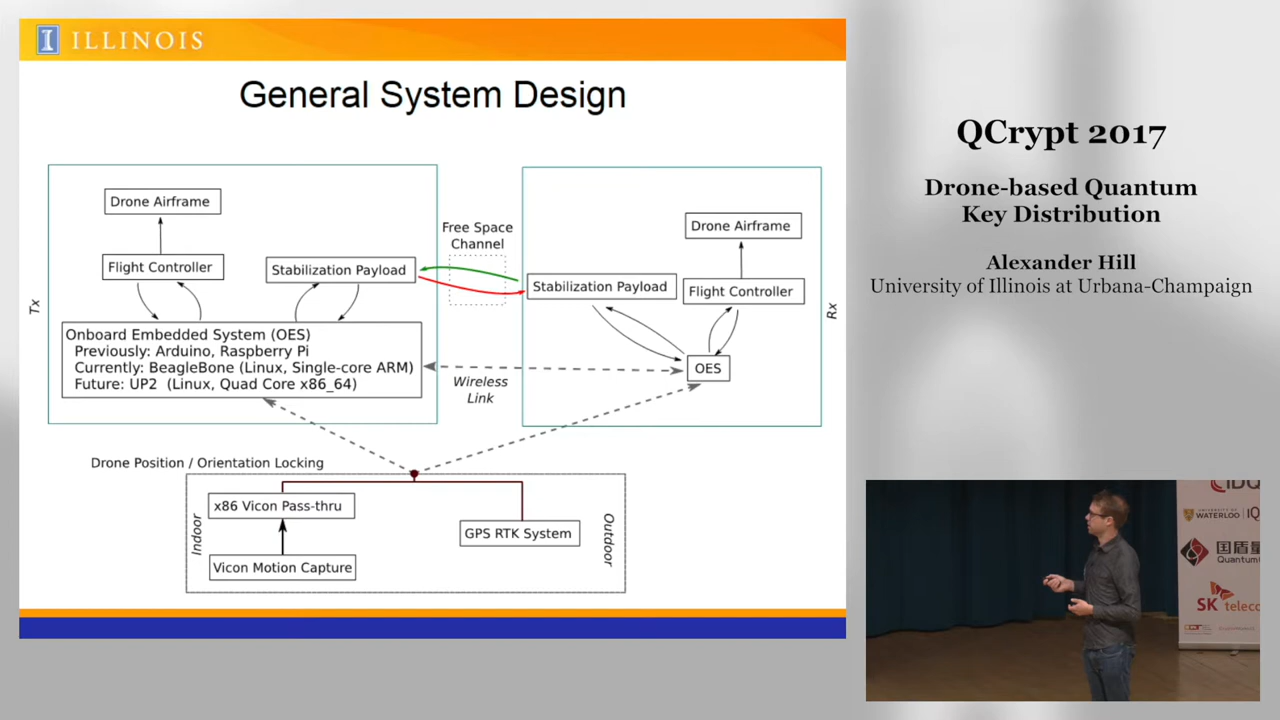 I ILLINOIS
General System Design
Drone Airframe
Flight Controller
Stabilization Payload
Tx
Onboard Embedded System (OES)
Previously: Arduino, Raspberry Pi
Currently: BeagleBone (Linux, Single-core ARM)
Future: UP2 (Linux, Quad Core x86_64)
Free Space
Channel
Wireless
Link
Drone Airframe
Stabilization Payload
Flight Controller
Rx
OES
Drone Position / Orientation Locking
Indoor
x86 Vicon Pass-thru
Vicon Motion Capture
GPS RTK System
Outdoor
QCrypt 2017
Drone-based Quantum
Key Distribution
Alexander Hill
University of Illinois at Urbana-Champaign
IDQ
UNIVERSITY OF
WATERLOO | IQ
国盾量
Quantum
SK teleco